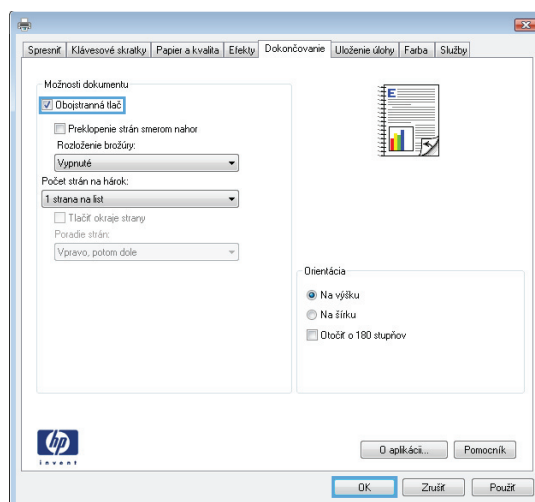 Spresniť Klávesové skratky Papier a kvalita Efekty Dokončovanie Uloženie úlohy Farba Služby
Možnosti dokumentu
Obojstranná tlač
Preklopenie strán smerom nahor
Rozloženie brožúry:
Vypnuté
Počet strán na hárok:
1 strana na list
Tlačiť okraje strany
Poradie strán:
Vpravo, potom dole
E
Orientácia
Na výšku
Na šírku
Otočiť o 180 stupňov
hp
invent
O aplikácii... Pomocník
OK Zrušiť Použiť